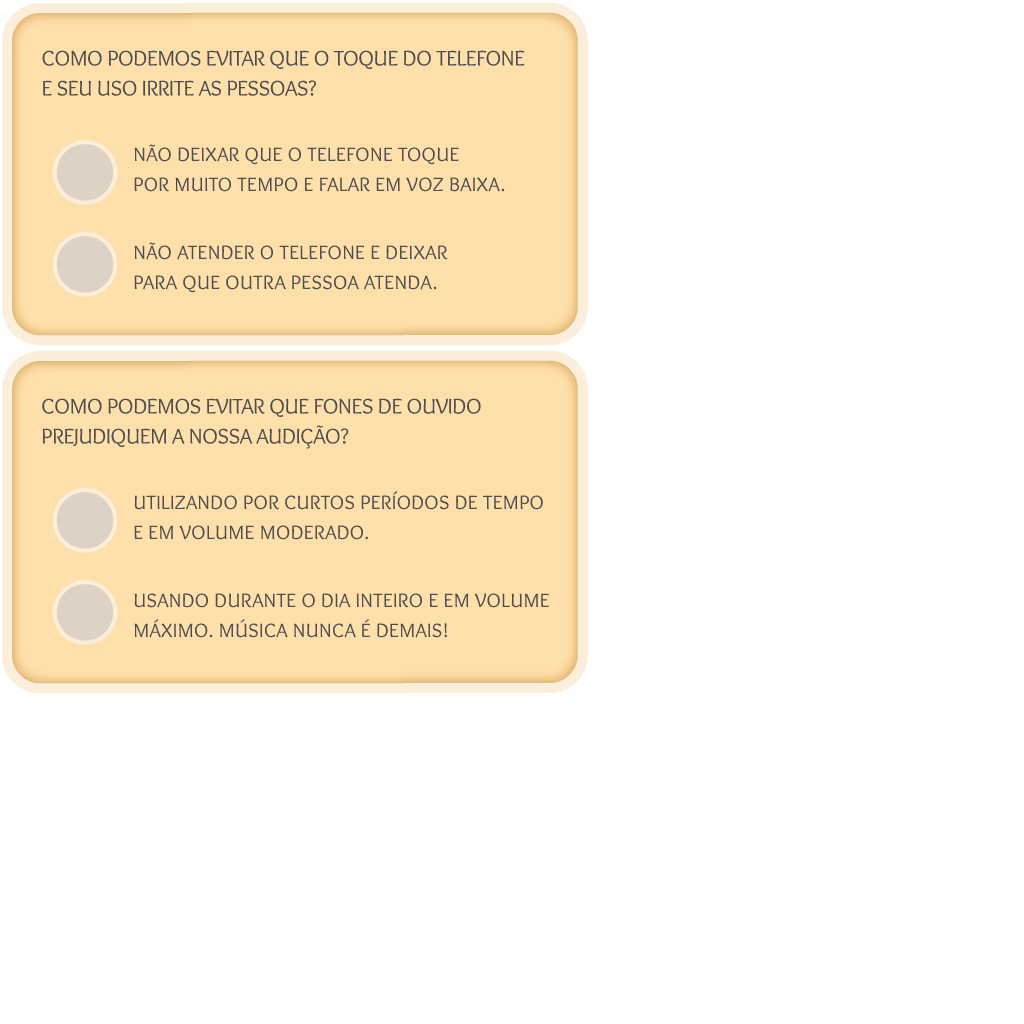 COMO PODEMOS EVITAR QUE O TOQUE DO TELEFONE
E SEU USO IRRITE AS PESSOAS?
NÃO DEIXAR QUE O TELEFONE TOQUE
POR MUITO TEMPO E FALAR EM VOZ BAIXA.
NÃO ATENDER O TELEFONE E DEIXAR
PARA QUE OUTRA PESSOA ATENDA.
COMO PODEMOS EVITAR QUE FONES DE OUVIDO
PREJUDIQUEM A NOSSA AUDIÇÃO?
UTILIZANDO POR CURTOS PERÍODOS DE TEMPO
E EM VOLUME MODERADO.
USANDO DURANTE O DIA INTEIRO E EM VOLUME
MÁXIMO. MÚSICA NUNCA É DEMAIS!